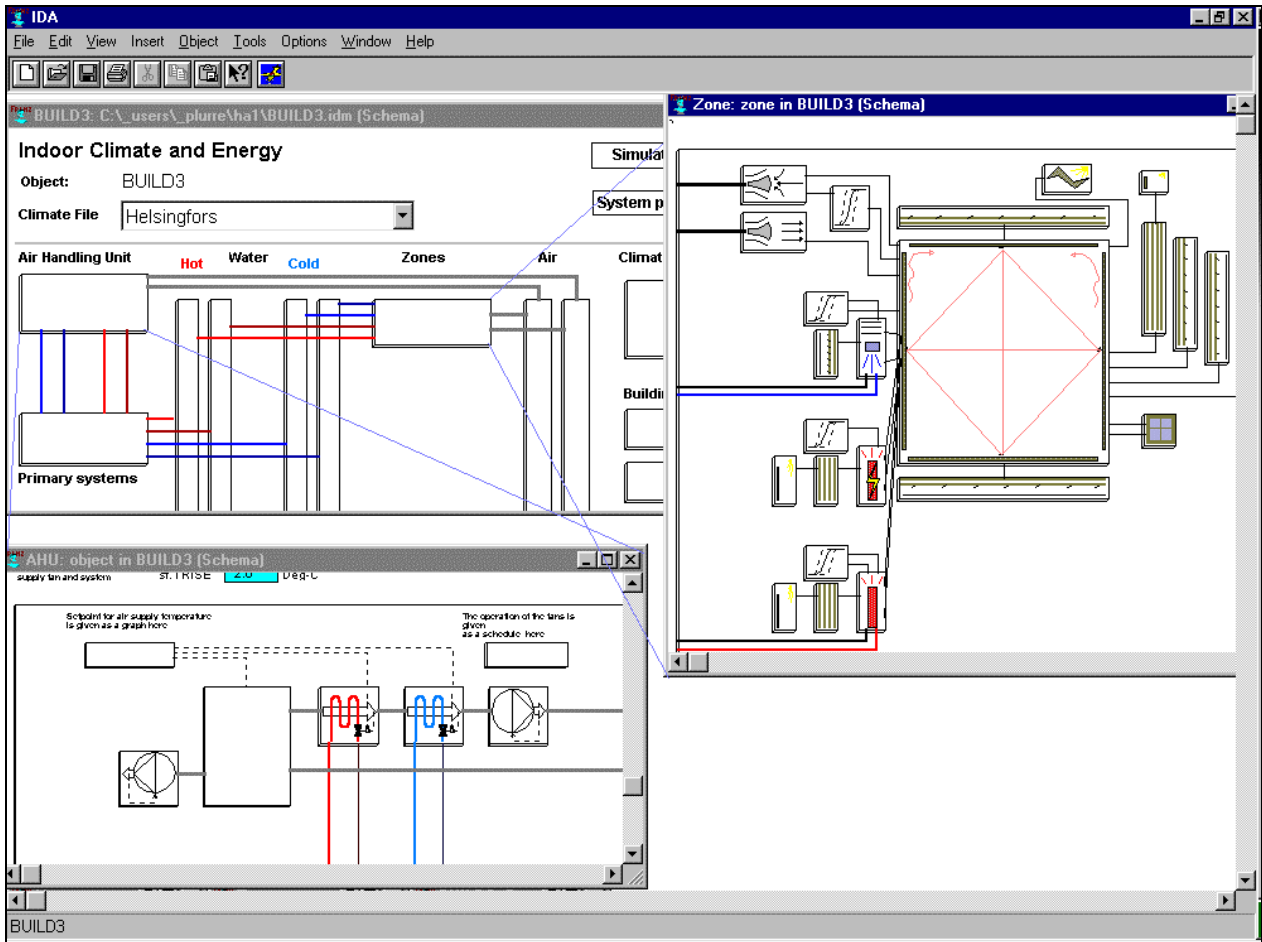 IDA
File Edit View Insert Object Tools Options Window Help
BUILD3: C:\_users\_plurre\ha1\BUILD3.idm (Schema)
Indoor Climate and Energy
Simulat
Object: BUILD3
System p
Climate File Helsingfors
Air Handling Unit Hot Water Cold Zones Air Climat
Buildi
Primary systems
Zone: zone in BUILD3 (Schema)
AHU: object in BUILD3 (Schema)
supply fan and system ST.TRISE 2.0 Deg-C
Setpoint for air supply temperature
is given as a graph here
The operation of the fans is
given
as a schedule here
BUILD3